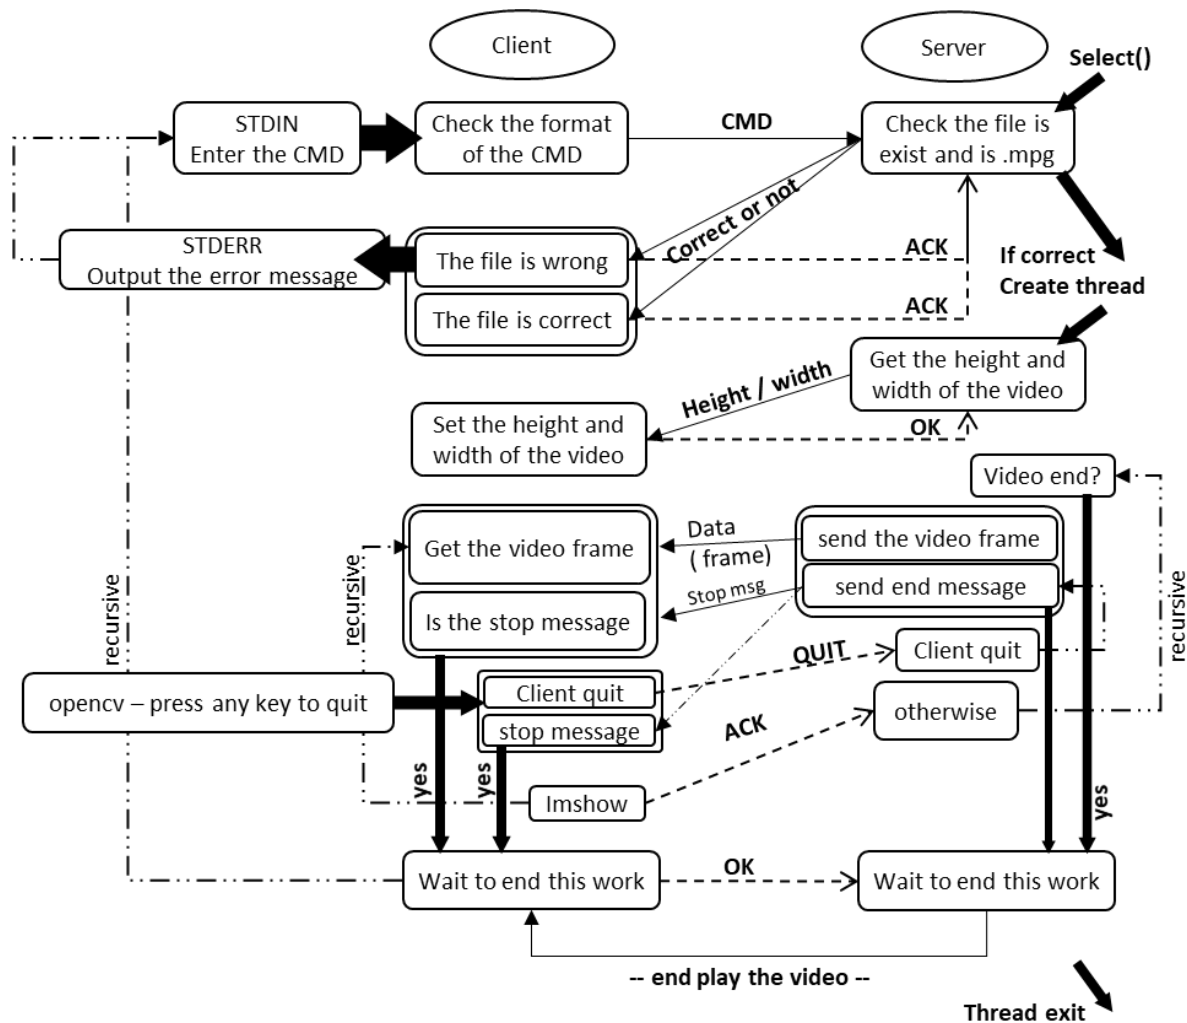 Client
Server
Select()
STDIN
Enter the CMD
Check the format
of the CMD
CMD
Check the file is
exist and is .mpg
Correct or not
STDERR
Output the error message
The file is wrong
ACK
If correct
Create thread
The file is correct
ACK
Get the height and
width of the video
Height / width
Set the height and
width of the video
OK
Video end?
Get the video frame
Data
( frame)
send the video frame
Stop msg
send end message
Is the stop message
recursive
recursive
recursive
QUIT
Client quit
opencv – press any key to quit
Client quit
stop message
ACK
otherwise
yes
yes
Imshow
yes
Wait to end this work
OK
Wait to end this work
-- end play the video --
Thread exit